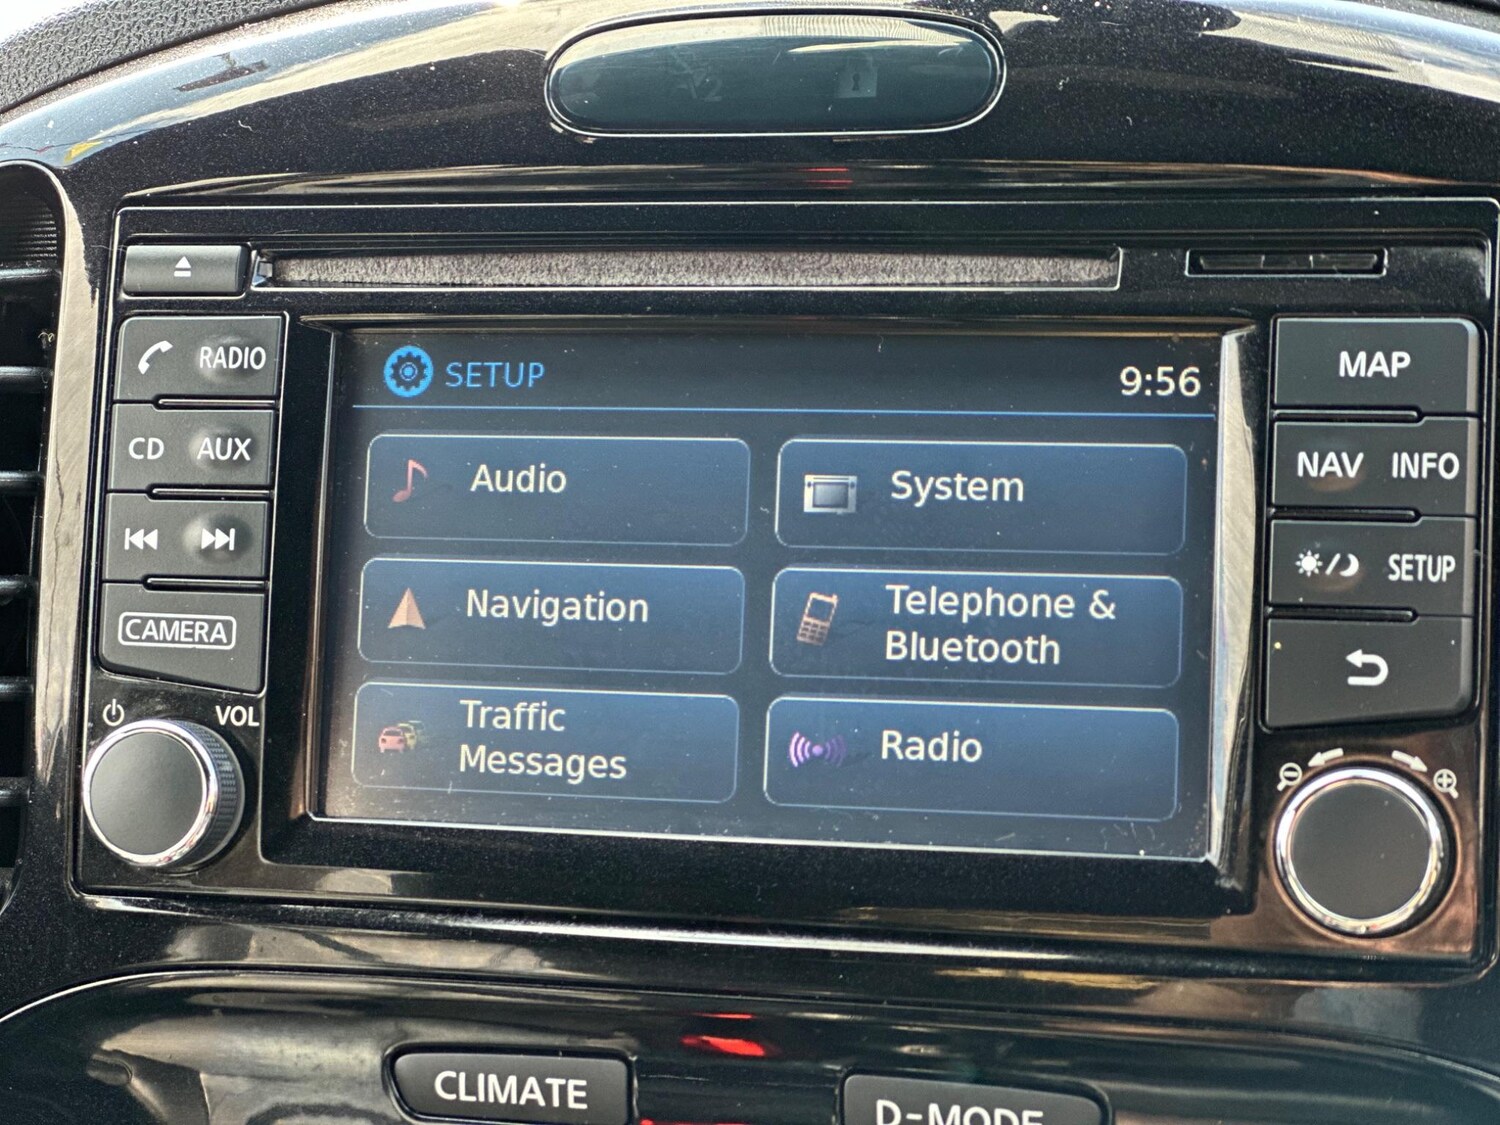 RADIO
CD AUX
CAMERA
VOL
SETUP
9:56
Audio
System
Navigation
Telephone &
Bluetooth
Traffic
Messages
Radio
MAP
NAV INFO
SETUP
CLIMATE
D-MODE